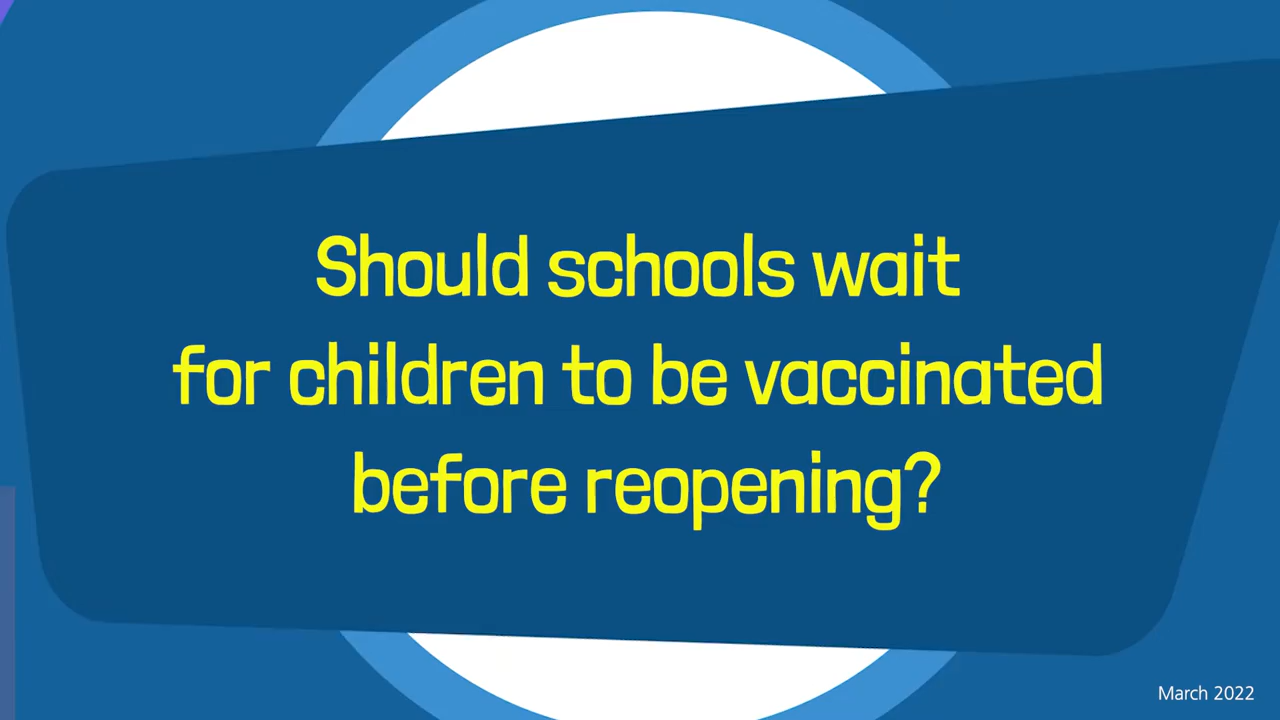 Should schools wait
for children to be vaccinated
before reopening?
March 2022